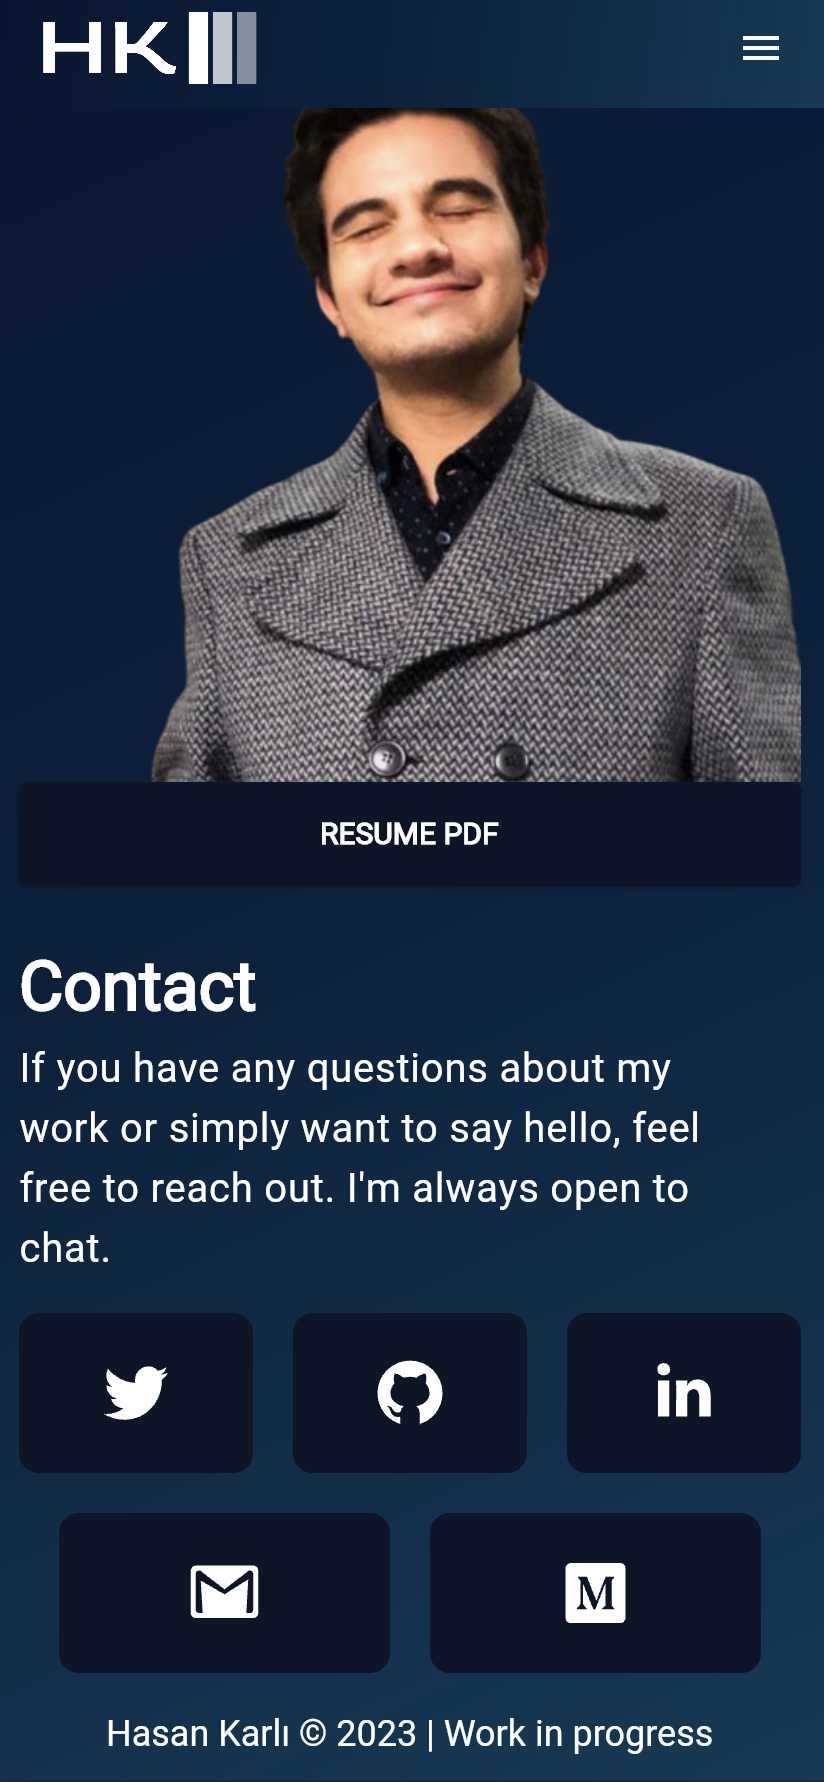 HK
RESUME PDF
Contact
If you have any questions about my
work or simply want to say hello, feel
free to reach out. I'm always open to
chat.
in
M
Hasan Karlı © 2023 | Work in progress